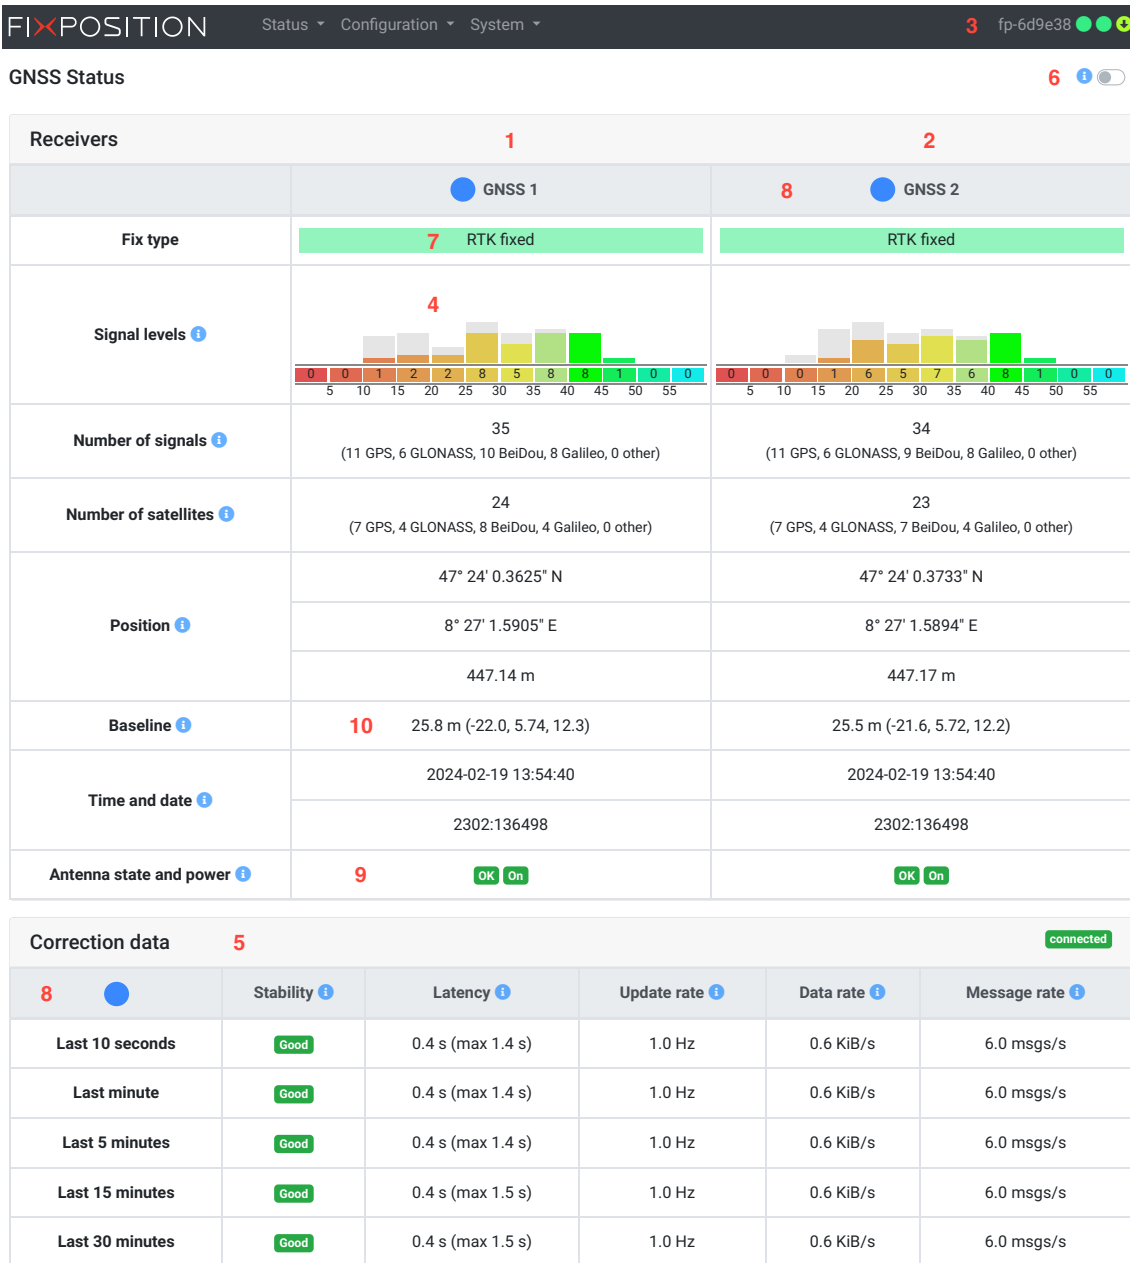 FIXPOSITION Status Configuration System 3 fp-6d9e38
GNSS Status 6
Receivers 1 2
GNSS 1 8 GNSS 2
Fix type 7 RTK fixed RTK fixed
4
Signal levels
0 0 1 2 2 8 5 8 8 1 0 0 0 0 0 1 6 5 7 6 8 1 0 0
5 10 15 20 25 30 35 40 45 50 55 5 10 15 20 25 30 35 40 45 50 55
Number of signals 35 34
(11 GPS, 6 GLONASS, 10 BeiDou, 8 Galileo, 0 other) (11 GPS, 6 GLONASS, 9 BeiDou, 8 Galileo, 0 other)
Number of satellites 24 23
(7 GPS, 4 GLONASS, 8 BeiDou, 4 Galileo, 0 other) (7 GPS, 4 GLONASS, 7 BeiDou, 4 Galileo, 0 other)
47° 24' 0.3625" N 47° 24' 0.3733" N
Position 8° 27' 1.5905" E 8° 27' 1.5894" E
447.14 m 447.17 m
Baseline 10 25.8 m (-22.0, 5.74, 12.3) 25.5 m (-21.6, 5.72, 12.2)
2024-02-19 13:54:40 2024-02-19 13:54:40
Time and date
2302:136498 2302:136498
Antenna state and power 9 OK On OK On
Correction data 5 connected
8 Stability Latency Update rate Data rate Message rate
Last 10 seconds Good 0.4 s (max 1.4 s) 1.0 Hz 0.6 KiB/s 6.0 msgs/s
Last minute Good 0.4 s (max 1.4 s) 1.0 Hz 0.6 KiB/s 6.0 msgs/s
Last 5 minutes Good 0.4 s (max 1.4 s) 1.0 Hz 0.6 KiB/s 6.0 msgs/s
Last 15 minutes Good 0.4 s (max 1.5 s) 1.0 Hz 0.6 KiB/s 6.0 msgs/s
Last 30 minutes Good 0.4 s (max 1.5 s) 1.0 Hz 0.6 KiB/s 6.0 msgs/s